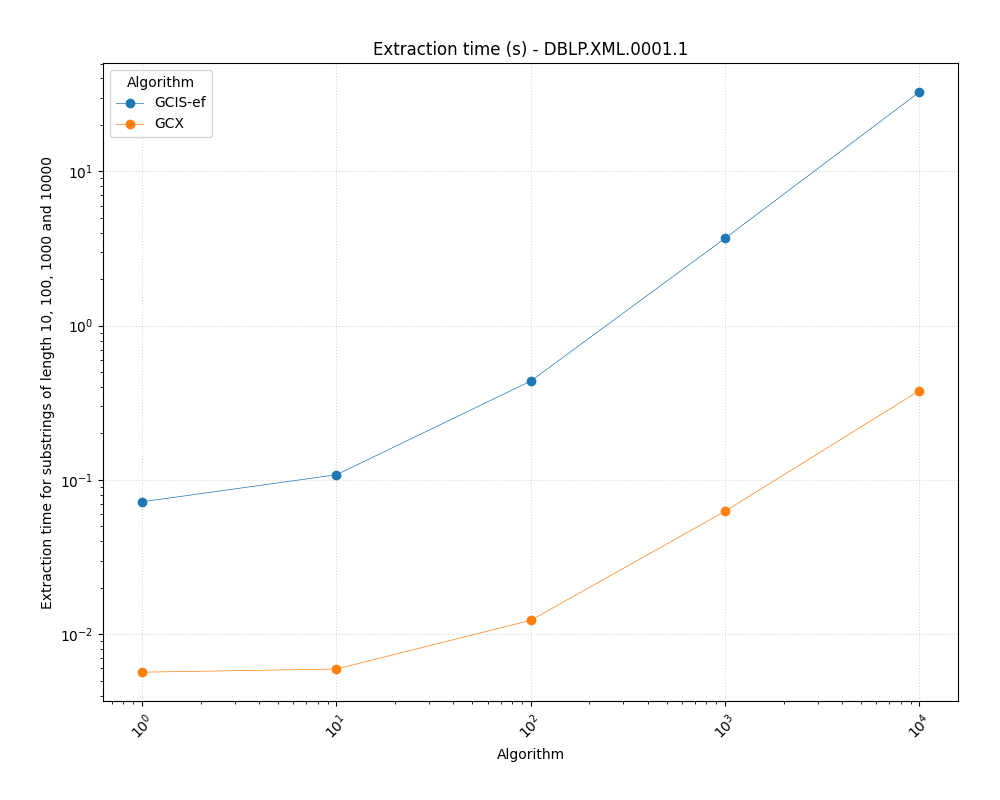 Extraction time (s) - DBLP.XML.0001.1
Algorithm
GCIS-ef
GCX
Extraction time for substrings of length 10, 100, 1000 and 10000
10¹
10⁰
10⁻¹
10⁻²
10⁰ 10¹ 10² 10³ 10⁴
Algorithm